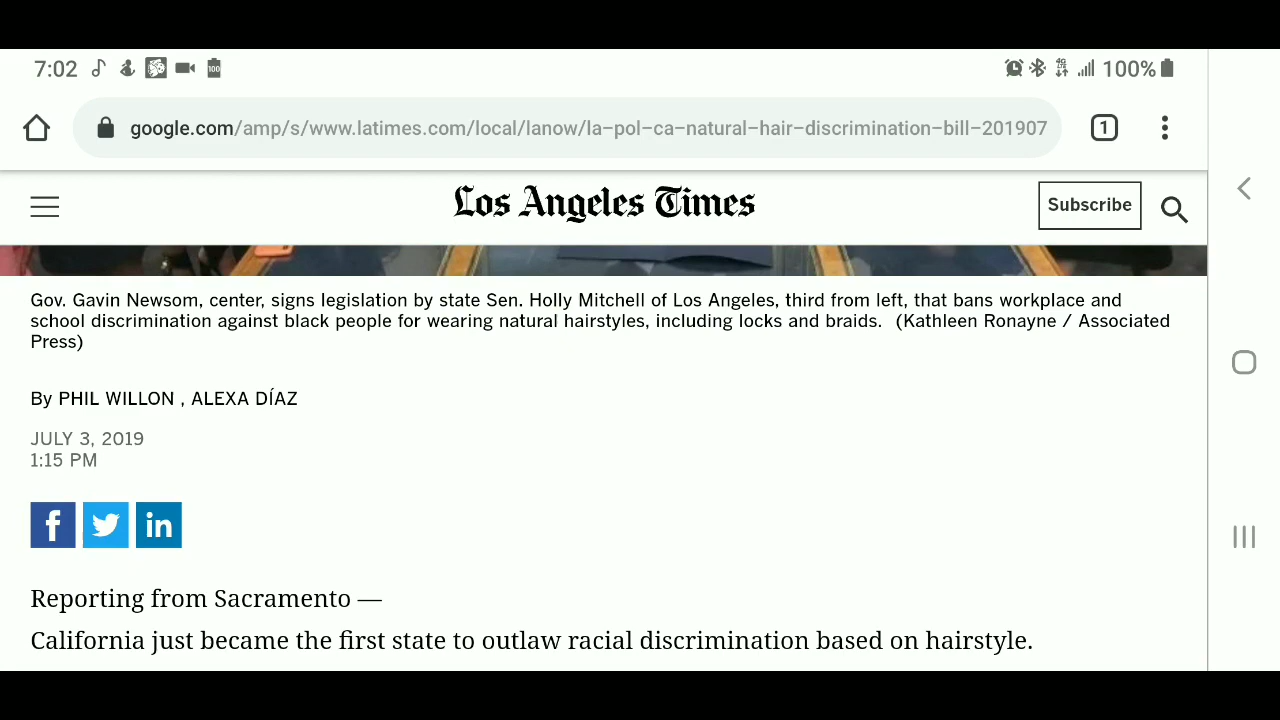 7:02
100%
google.com/amp/s/www.latimes.com/local/lanow/la-pol-ca-natural-hair-discrimination-bill-201907
1
Los Angeles Times
Subscribe
Gov. Gavin Newsom, center, signs legislation by state Sen. Holly Mitchell of Los Angeles, third from left, that bans workplace and
school discrimination against black people for wearing natural hairstyles, including locks and braids. (Kathleen Ronayne / Associated
Press)
By PHIL WILLON , ALEXA DÍAZ
JULY 3, 2019
1:15 PM
f
in
Reporting from Sacramento —
California just became the first state to outlaw racial discrimination based on hairstyle.